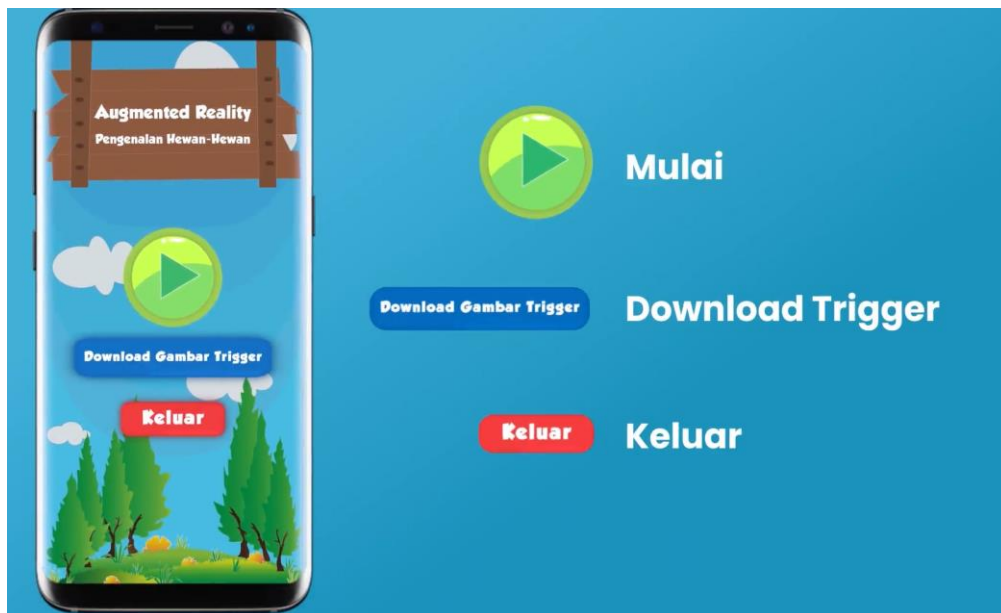 Augmented Reality
Pengenalan Hewan-Hewan
Download Gambar Trigger
Keluar
Mulai
Download Gambar Trigger
Download Trigger
Keluar
Keluar